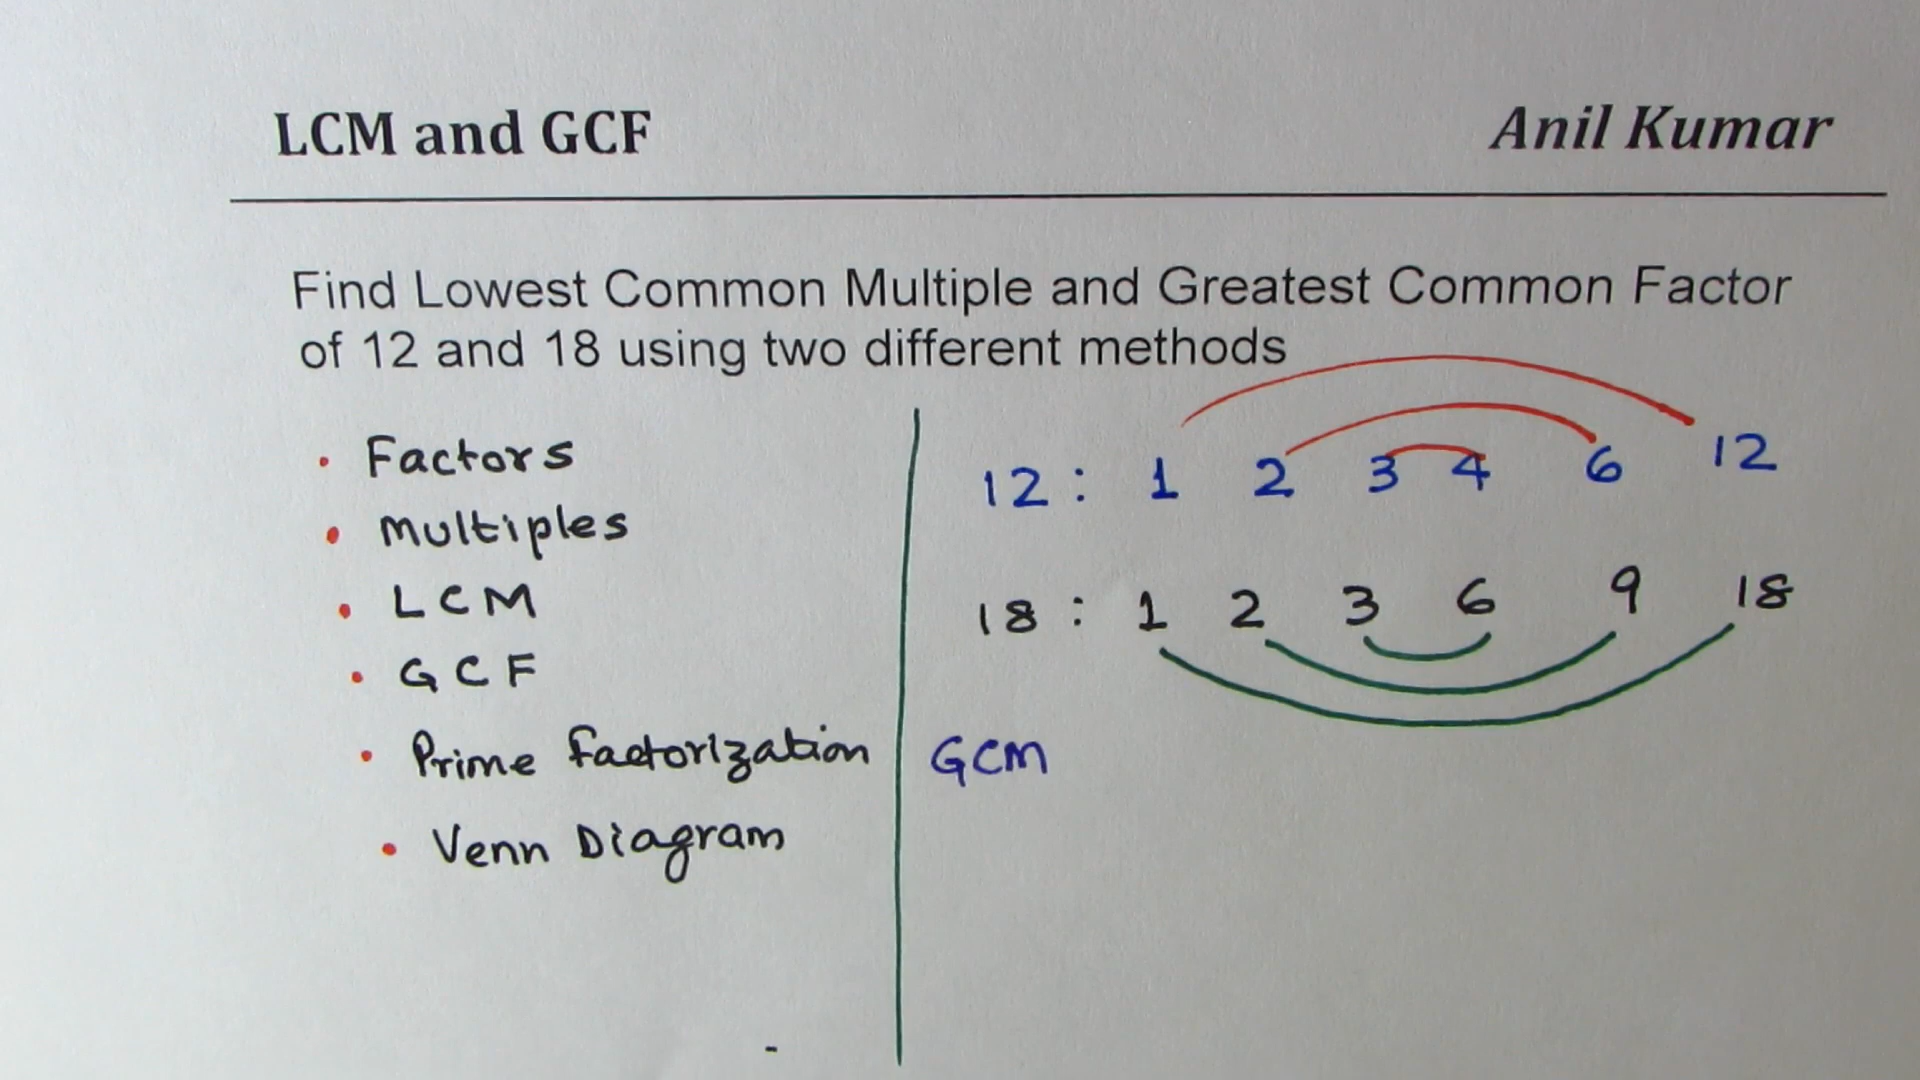 LCM and GCF
Anil Kumar
Find Lowest Common Multiple and Greatest Common Factor
of 12 and 18 using two different methods
• Factors
• Multiples
• LCM
• GCF
• Prime factorization
• Venn Diagram
12 : 1 2 3 4 6 12
18 : 1 2 3 6 9 18
GCM